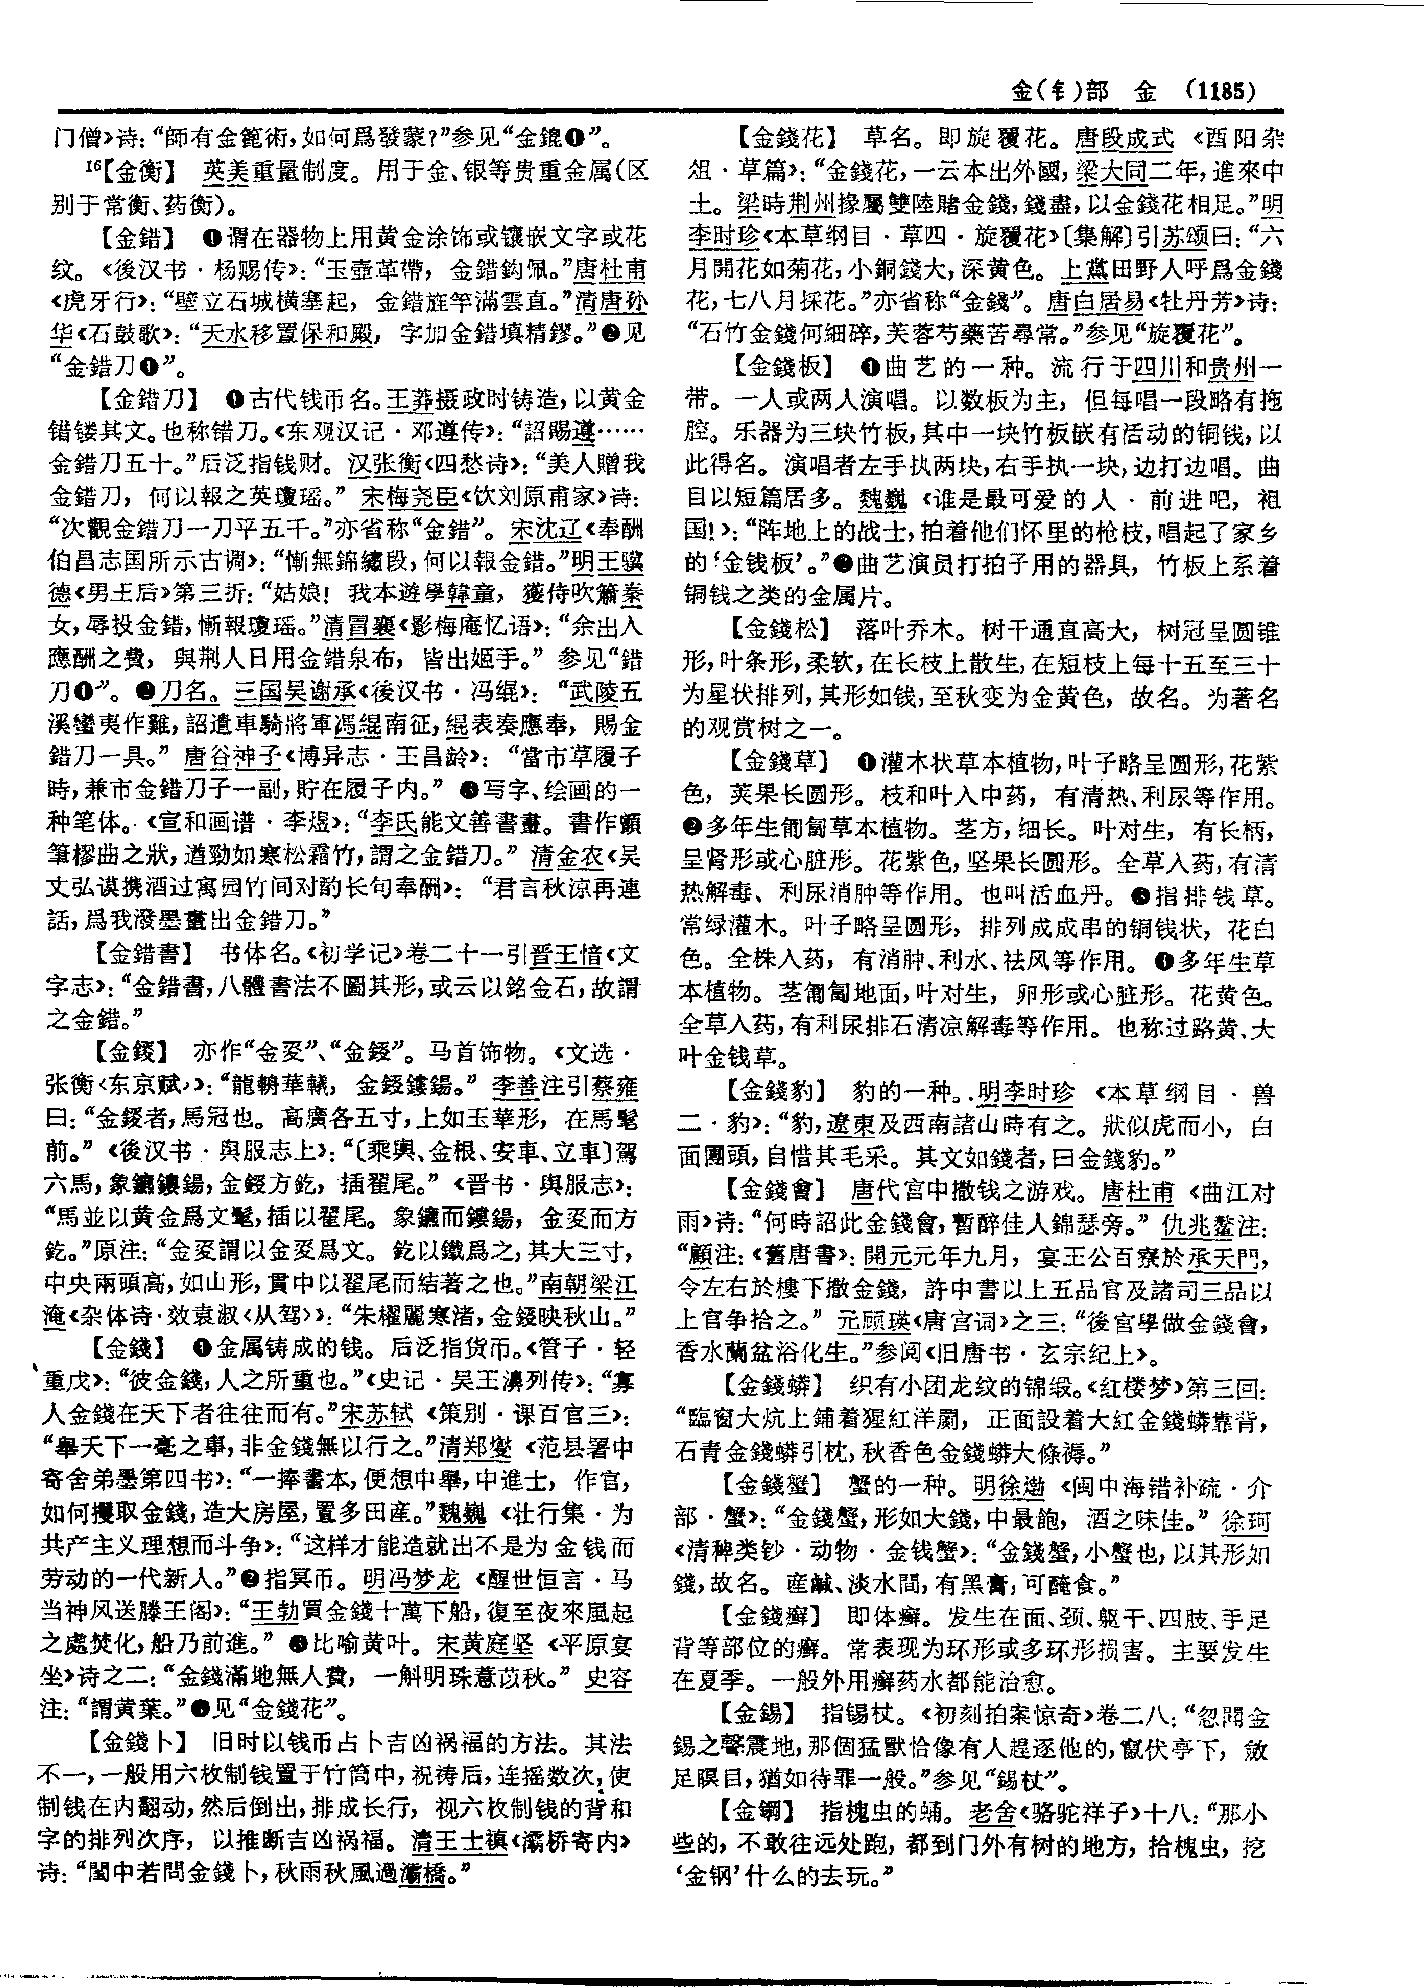 金(钅)部　金　(1185)
门僧》诗：“師有金篦術，如何爲發蒙？”参见“金鎞❶”。
16【金衡】　英美重量制度。用于金、银等贵重金属（区
别于常衡、药衡）。
【金錯】　❶谓在器物上用黄金涂饰或镶嵌文字或花
纹。《後汉书·杨赐传》：“玉壺革帶，金錯鈎佩。”唐杜甫
《虎牙行》：“壁立石城横塞起，金錯旌竿滿雲直。”清唐孙
华《石鼓歌》：“天水移置保和殿，字加金錯填精鏐。”❷见
“金錯刀❶”。
【金錯刀】　❶古代钱币名。王莽摄政时铸造，以黄金
错镂其文。也称错刀。《东观汉记·邓遵传》：“詔賜遵……
金錯刀五十。”后泛指钱财。汉张衡《四愁诗》：“美人贈我
金錯刀，何以報之英瓊瑶。”宋梅尧臣《饮刘原甫家》诗：
“次觀金錯刀一刀平五千。”亦省称“金錯”。宋沈辽《奉酬
伯昌志国所示古调》：“慚無錦繡段，何以報金錯。”明王骥
德《男王后》第三折：“姑娘！我本遊學韓童，獲侍吹簫秦
女，辱投金錯，慚報瓊瑶。”清冒襄《影梅庵忆语》：“余出入
應酬之費，與荆人日用金錯泉布，皆出姬手。”参见“錯
刀❶”。❷刀名。三国吴谢承《後汉书·冯绲》：“武陵五
溪蠻夷作難，詔遣車騎將軍馮緄南征，緄表奏應奉，賜金
錯刀一具。”唐谷神子《博异志·王昌龄》：“當市草履子
時，兼市金錯刀子一副，貯在履子内。”❸写字、绘画的一
种笔体。《宣和画谱·李煜》：“李氏能文善書畫。書作顫
筆樛曲之狀，遒勁如寒松霜竹，謂之金錯刀。”清金农《吴
丈弘谟携酒过寓园竹间对酌长句奉酬》：“君言秋凉再連
話，爲我潑墨畫出金錯刀。”
【金錯書】　书体名。《初学记》卷二十一引晋王愔《文
字志》：“金錯書，八體書法不圖其形，或云以銘金石，故謂
之金錯。”
【金鍐】　亦作“金㚇”、“金鋄”。马首饰物。《文选·
张衡〈东京赋〉》：“龍輈華轙，金鋄鏤鍚。”李善注引蔡雍
曰：“金鍐者，馬冠也。高廣各五寸，上如玉華形，在馬髦
前。”《後汉书·舆服志上》：“〔乘輿、金根、安車、立車〕駕
六馬，象鑣鏤鍚，金鋄方釳，插翟尾。”《晋书·舆服志》：
“馬並以黄金爲文髦，插以翟尾。象鑣而鏤鍚，金㚇而方
釳。”原注：“金㚇謂以金㚇爲文。釳以鐵爲之，其大三寸，
中央兩頭高，如山形，貫中以翟尾而結著之也。”南朝梁江
淹《杂体诗·效袁淑〈从驾〉》：“朱櫂麗寒渚，金鋄映秋山。”
【金錢】　❶金属铸成的钱。后泛指货币。《管子·轻
重戊》：“彼金錢，人之所重也。”《史记·吴王濞列传》：“寡
人金錢在天下者往往而有。”宋苏轼《策别·课百官三》：
“舉天下一毫之事，非金錢無以行之。”清郑燮《范县署中
寄舍弟墨第四书》：“一捧書本，便想中舉，中進士，作官，
如何攫取金錢，造大房屋，置多田産。”魏巍《壮行集·为
共产主义理想而斗争》：“这样才能造就出不是为金钱而
劳动的一代新人。”❷指冥币。明冯梦龙《醒世恒言·马
当神风送滕王阁》：“王勃買金錢十萬下船，復至夜來風起
之處焚化，船乃前進。”❸比喻黄叶。宋黄庭坚《平原宴
坐》诗之二：“金錢滿地無人費，一斛明珠薏苡秋。”史容
注：“謂黄葉。”❹见“金錢花”。
【金錢卜】　旧时以钱币占卜吉凶祸福的方法。其法
不一，一般用六枚制钱置于竹筒中，祝祷后，连摇数次，使
制钱在内翻动，然后倒出，排成长行，视六枚制钱的背和
字的排列次序，以推断吉凶祸福。清王士禛《灞桥寄内》
诗：“閨中若問金錢卜，秋雨秋風過灞橋。”
【金錢花】　草名。即旋覆花。唐段成式《酉阳杂
俎·草篇》：“金錢花，一云本出外國，梁大同二年，進來中
土。梁時荆州掾屬雙陸賭金錢，錢盡，以金錢花相足。”明
李时珍《本草纲目·草四·旋覆花》〔集解〕引苏颂曰：“六
月開花如菊花，小銅錢大，深黄色。上黨田野人呼爲金錢
花，七八月採花。”亦省称“金錢”。唐白居易《牡丹芳》诗：
“石竹金錢何細碎，芙蓉芍藥苦尋常。”参见“旋覆花”。
【金錢板】　❶曲艺的一种。流行于四川和贵州一
带。一人或两人演唱。以数板为主，但每唱一段略有拖
腔。乐器为三块竹板，其中一块竹板嵌有活动的铜钱，以
此得名。演唱者左手执两块，右手执一块，边打边唱。曲
目以短篇居多。魏巍《谁是最可爱的人·前进吧，祖
国！》：“阵地上的战士，拍着他们怀里的枪枝，唱起了家乡
的‘金钱板’。”❷曲艺演员打拍子用的器具，竹板上系着
铜钱之类的金属片。
【金錢松】　落叶乔木。树干通直高大，树冠呈圆锥
形，叶条形，柔软，在长枝上散生，在短枝上每十五至三十
为星状排列，其形如钱，至秋变为金黄色，故名。为著名
的观赏树之一。
【金錢草】　❶灌木状草本植物，叶子略呈圆形，花紫
色，荚果长圆形。枝和叶入中药，有清热、利尿等作用。
❷多年生匍匐草本植物。茎方，细长。叶对生，有长柄，
呈肾形或心脏形。花紫色，坚果长圆形。全草入药，有清
热解毒、利尿消肿等作用。也叫活血丹。❸指排钱草。
常绿灌木。叶子略呈圆形，排列成成串的铜钱状，花白
色。全株入药，有消肿、利水、祛风等作用。❹多年生草
本植物。茎匍匐地面，叶对生，卵形或心脏形。花黄色。
全草入药，有利尿排石清凉解毒等作用。也称过路黄、大
叶金钱草。
【金錢豹】　豹的一种。明李时珍《本草纲目·兽
二·豹》：“豹，遼東及西南諸山時有之。狀似虎而小，白
面團頭，自惜其毛采。其文如錢者，曰金錢豹。”
【金錢會】　唐代宫中撒钱之游戏。唐杜甫《曲江对
雨》诗：“何時詔此金錢會，暫醉佳人錦瑟旁。”仇兆鳌注：
“顧注：《舊唐書》：開元元年九月，宴王公百寮於承天門，
令左右於樓下撒金錢，許中書以上五品官及諸司三品以
上官争拾之。”元顾瑛《唐宫词》之三：“後宫學做金錢會，
香水蘭盆浴化生。”参阅《旧唐书·玄宗纪上》。
【金錢蟒】　织有小团龙纹的锦缎。《红楼梦》第三回：
“臨窗大炕上鋪着猩紅洋罽，正面設着大紅金錢蟒靠背，
石青金錢蟒引枕，秋香色金錢蟒大條褥。”
【金錢蟹】　蟹的一种。明徐𤊹《闽中海错补疏·介
部·蟹》：“金錢蟹，形如大錢，中最飽，酒之味佳。”徐珂
《清稗类钞·动物·金钱蟹》：“金錢蟹，小蟹也，以其形如
錢，故名。産鹹、淡水間，有黑膏，可醃食。”
【金錢癬】　即体癣。发生在面、颈、躯干、四肢、手足
背等部位的癣。常表现为环形或多环形损害。主要发生
在夏季。一般外用癣药水都能治愈。
【金錫】　指锡杖。《初刻拍案惊奇》卷二八：“忽聞金
錫之聲震地，那個猛獸恰像有人趕逐他的，竄伏亭下，斂
足瞑目，猶如待罪一般。”参见“錫杖”。
【金鋼】　指槐虫的蛹。老舍《骆驼祥子》十八：“那小
些的，不敢往远处跑，都到门外有树的地方，拾槐虫，挖
‘金钢’什么的去玩。”